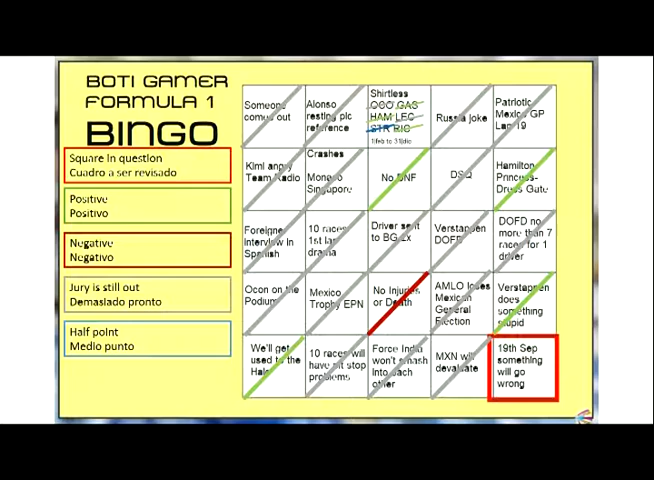 BOTI GAMER
FORMULA 1
BINGO
Square in question
Cuadro a ser revisado
Positive
Positivo
Negative
Negativo
Jury is still out
Demasiado pronto
Half point
Medio punto
Someone
comes out
Alonso
resting plc
reference
Shirtless
OCO GAS
HAM LEC
STR RIC
1feb to 31dic
Russia joke
Patriotic
Mexico GP
Lap 19
Kimi angry
Team Radio
Crashes
Monaco
Singapore
No DNF
DSQ
Hamilton
Princess-
Dress Gate
Foreigner
Interview in
Spanish
10 races
1st lap
drama
Driver sent
to BG 2x
Verstappen
DOFD
DOFD no
more than 7
races for 1
driver
Ocon on the
Podium
Mexico
Trophy EPN
No Injuries
or Death
AMLO loses
Mexican
General
Election
Verstappen
does
something
stupid
We'll get
used to the
Halo
10 races will
have pit stop
problems
Force India
won't smash
into each
other
MXN will
devaluate
19th Sep
something
will go
wrong